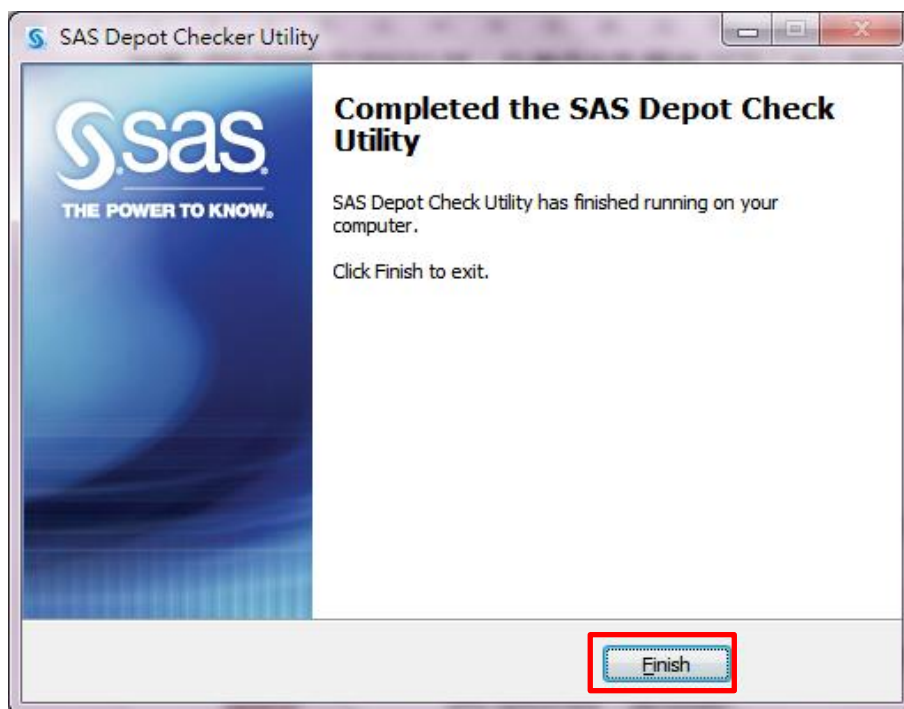 SAS Depot Checker Utility
sas
THE POWER TO KNOW®
Completed the SAS Depot Check
Utility
SAS Depot Check Utility has finished running on your
computer.
Click Finish to exit.
Finish